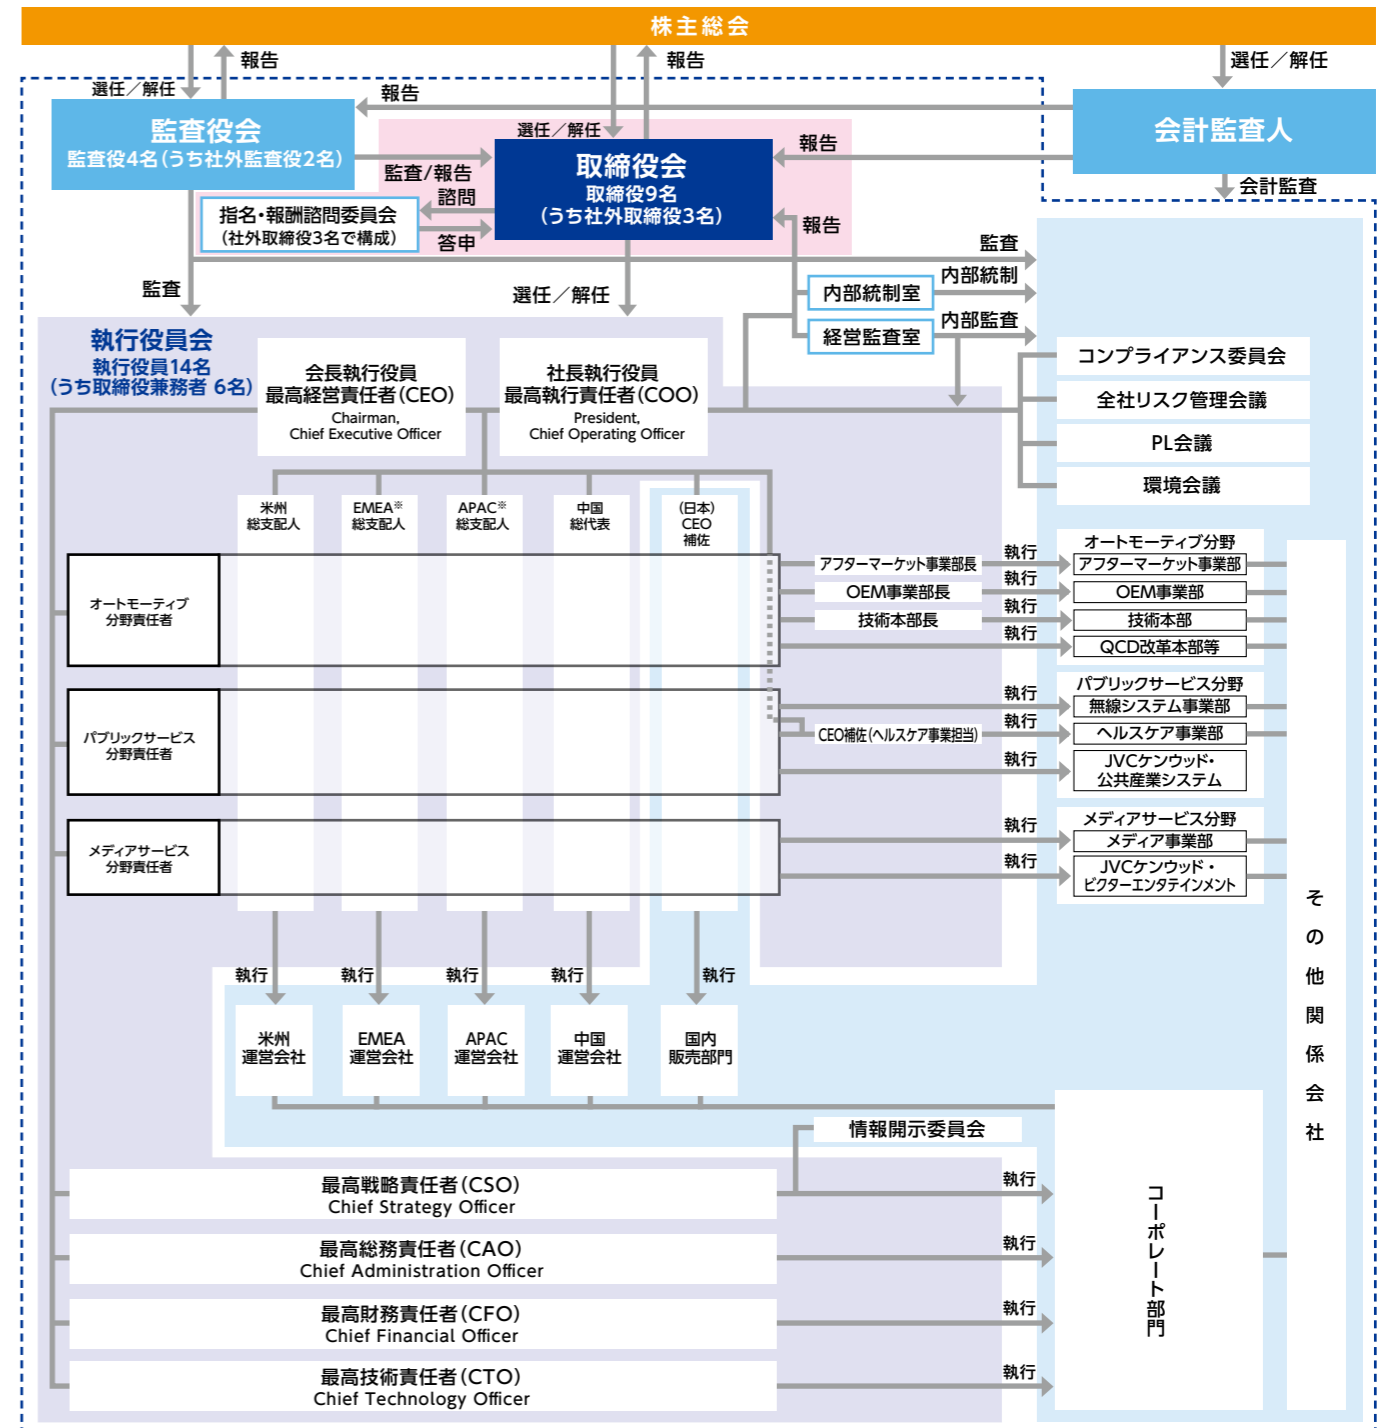 株主総会
報告
報告
選任／解任
選任／解任
報告
監査役会
監査役4名（うち社外監査役2名）
選任／解任
会計監査人
報告
取締役会
取締役9名
（うち社外取締役3名）
監査/報告
諮問
会計監査
指名・報酬諮問委員会
（社外取締役3名で構成）
答申
報告
監査
監査
選任／解任
内部統制室
内部統制
経営監査室
内部監査
執行役員会
執行役員14名
（うち取締役兼務者 6名）
会長執行役員
最高経営責任者（CEO）
Chairman,
Chief Executive Officer
社長執行役員
最高執行責任者（COO）
President,
Chief Operating Officer
コンプライアンス委員会
全社リスク管理会議
PL会議
環境会議
米州
総支配人
EMEA※
総支配人
APAC※
総支配人
中国
総代表
（日本）
CEO
補佐
オートモーティブ
分野責任者
アフターマーケット事業部長
OEM事業部長
技術本部長
執行
執行
執行
執行
オートモーティブ分野
アフターマーケット事業部
OEM事業部
技術本部
QCD改革本部等
パブリックサービス
分野責任者
CEO補佐（ヘルスケア事業担当）
執行
執行
執行
パブリックサービス分野
無線システム事業部
ヘルスケア事業部
JVCケンウッド・
公共産業システム
メディアサービス
分野責任者
執行
執行
メディアサービス分野
メディア事業部
JVCケンウッド・
ビクターエンタテインメント
その他関係会社
執行
執行
執行
執行
執行
米州
運営会社
EMEA
運営会社
APAC
運営会社
中国
運営会社
国内
販売部門
情報開示委員会
最高戦略責任者（CSO）
Chief Strategy Officer
執行
最高総務責任者（CAO）
Chief Administration Officer
執行
最高財務責任者（CFO）
Chief Financial Officer
執行
最高技術責任者（CTO）
Chief Technology Officer
執行
コーポレート部門